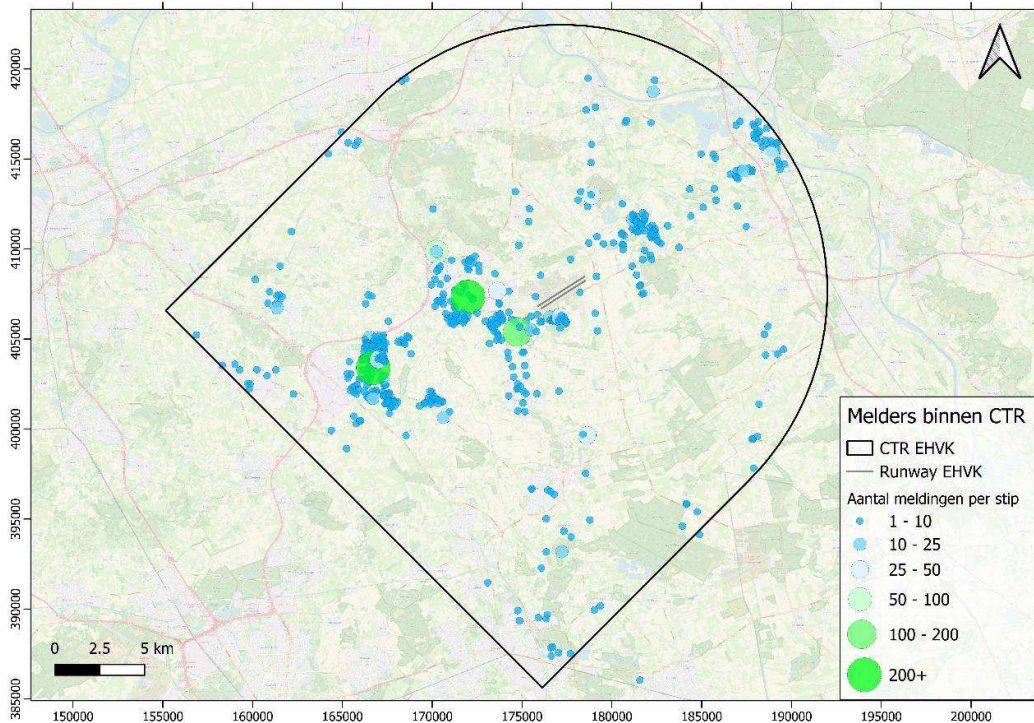 150000 155000 160000 165000 170000 175000 180000 185000 190000 195000 200000
420000
415000
410000
405000
400000
395000
390000
385000
Melders binnen CTR
CTR EHVK
Runway EHVK
Aantal meldingen per stip
1 - 10
10 - 25
25 - 50
50 - 100
100 - 200
200+
0 2.5 5 km